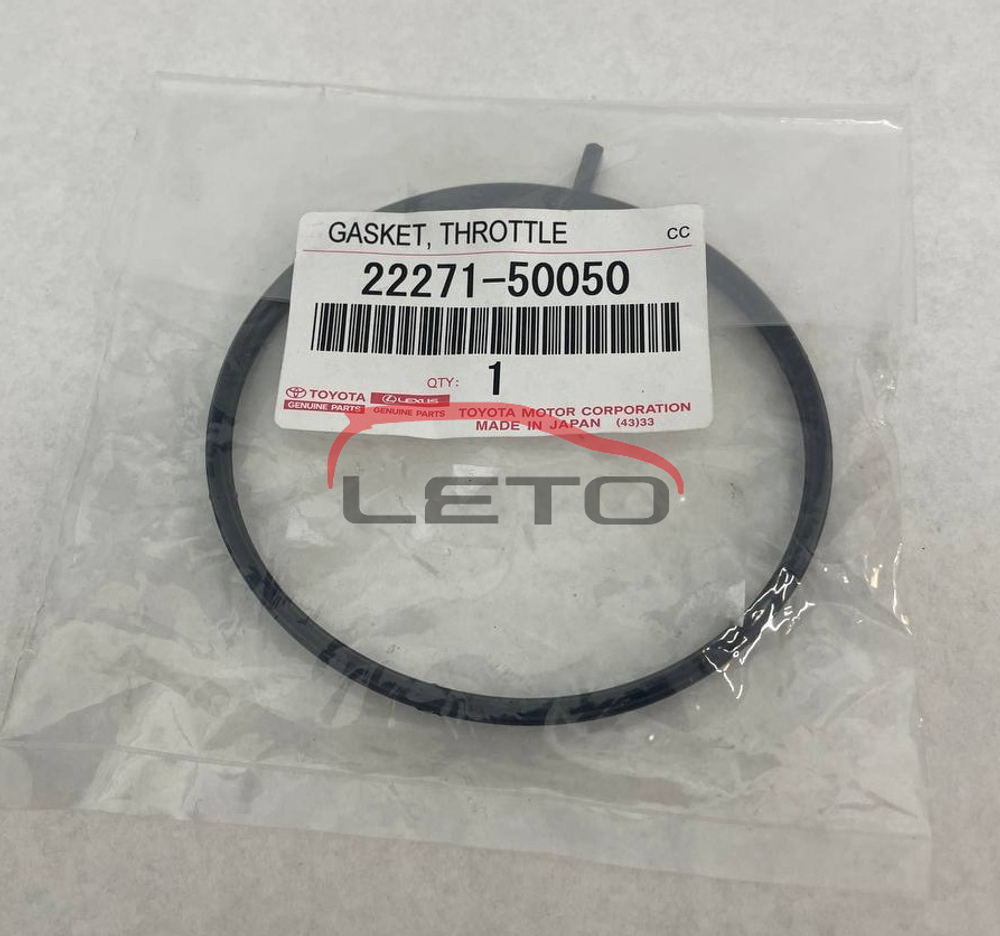 GASKET, THROTTLE CC
22271-50050
QTY: 1
TOYOTA LEXUS
GENUINE PARTS GENUINE PARTS TOYOTA MOTOR CORPORATION
MADE IN JAPAN (43)33
LETO